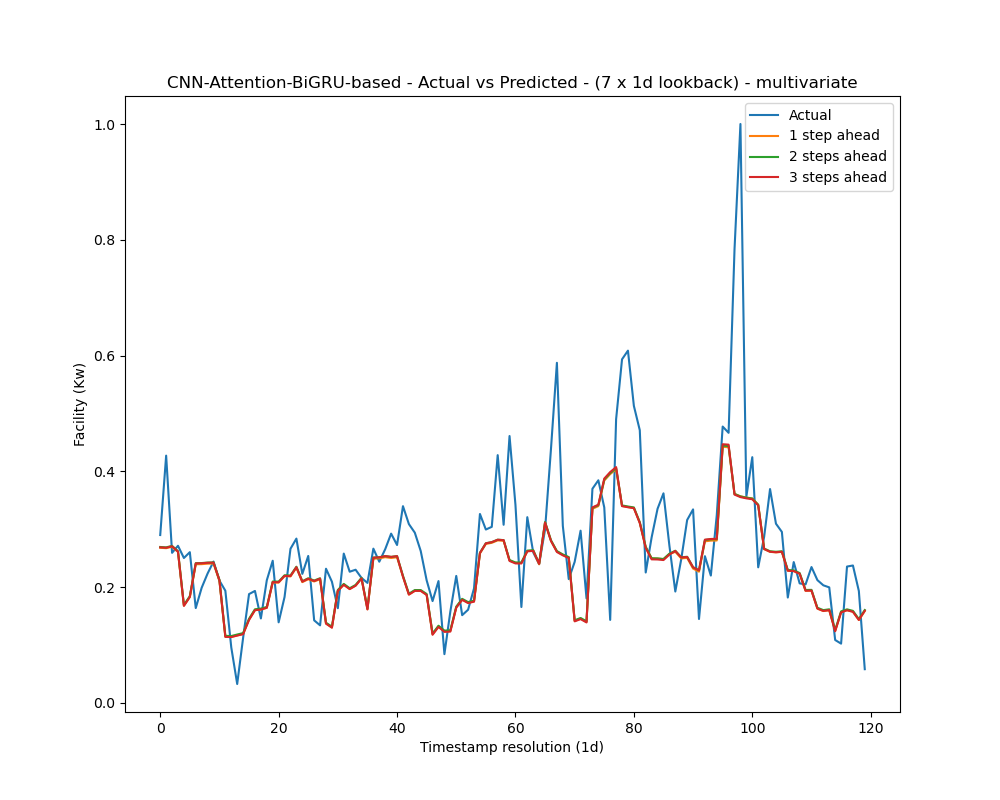 CNN-Attention-BiGRU-based - Actual vs Predicted - (7 x 1d lookback) - multivariate
Actual
1 step ahead
2 steps ahead
3 steps ahead
1.0
0.8
0.6
0.4
0.2
0.0
Facility (Kw)
0 20 40 60 80 100 120
Timestamp resolution (1d)